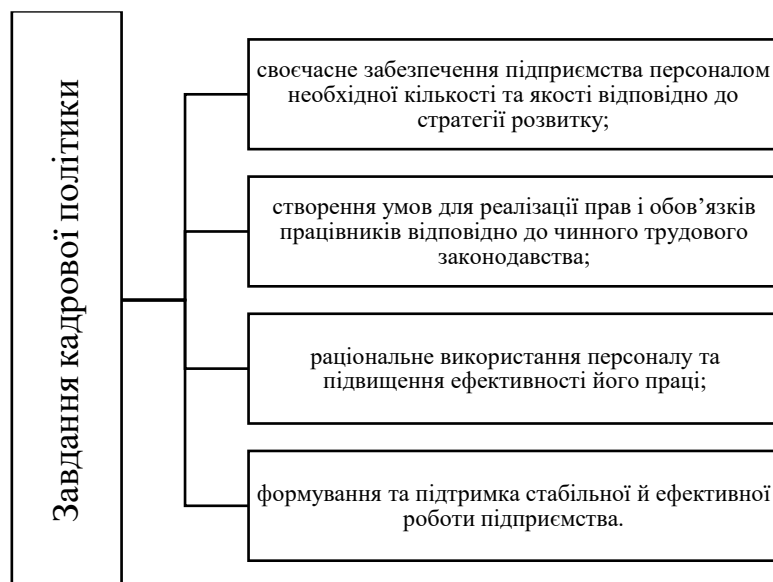 Завдання кадрової політики
своєчасне забезпечення підприємства персоналом
необхідної кількості та якості відповідно до
стратегії розвитку;
створення умов для реалізації прав і обов’язків
працівників відповідно до чинного трудового
законодавства;
раціональне використання персоналу та
підвищення ефективності його праці;
формування та підтримка стабільної й ефективної
роботи підприємства.